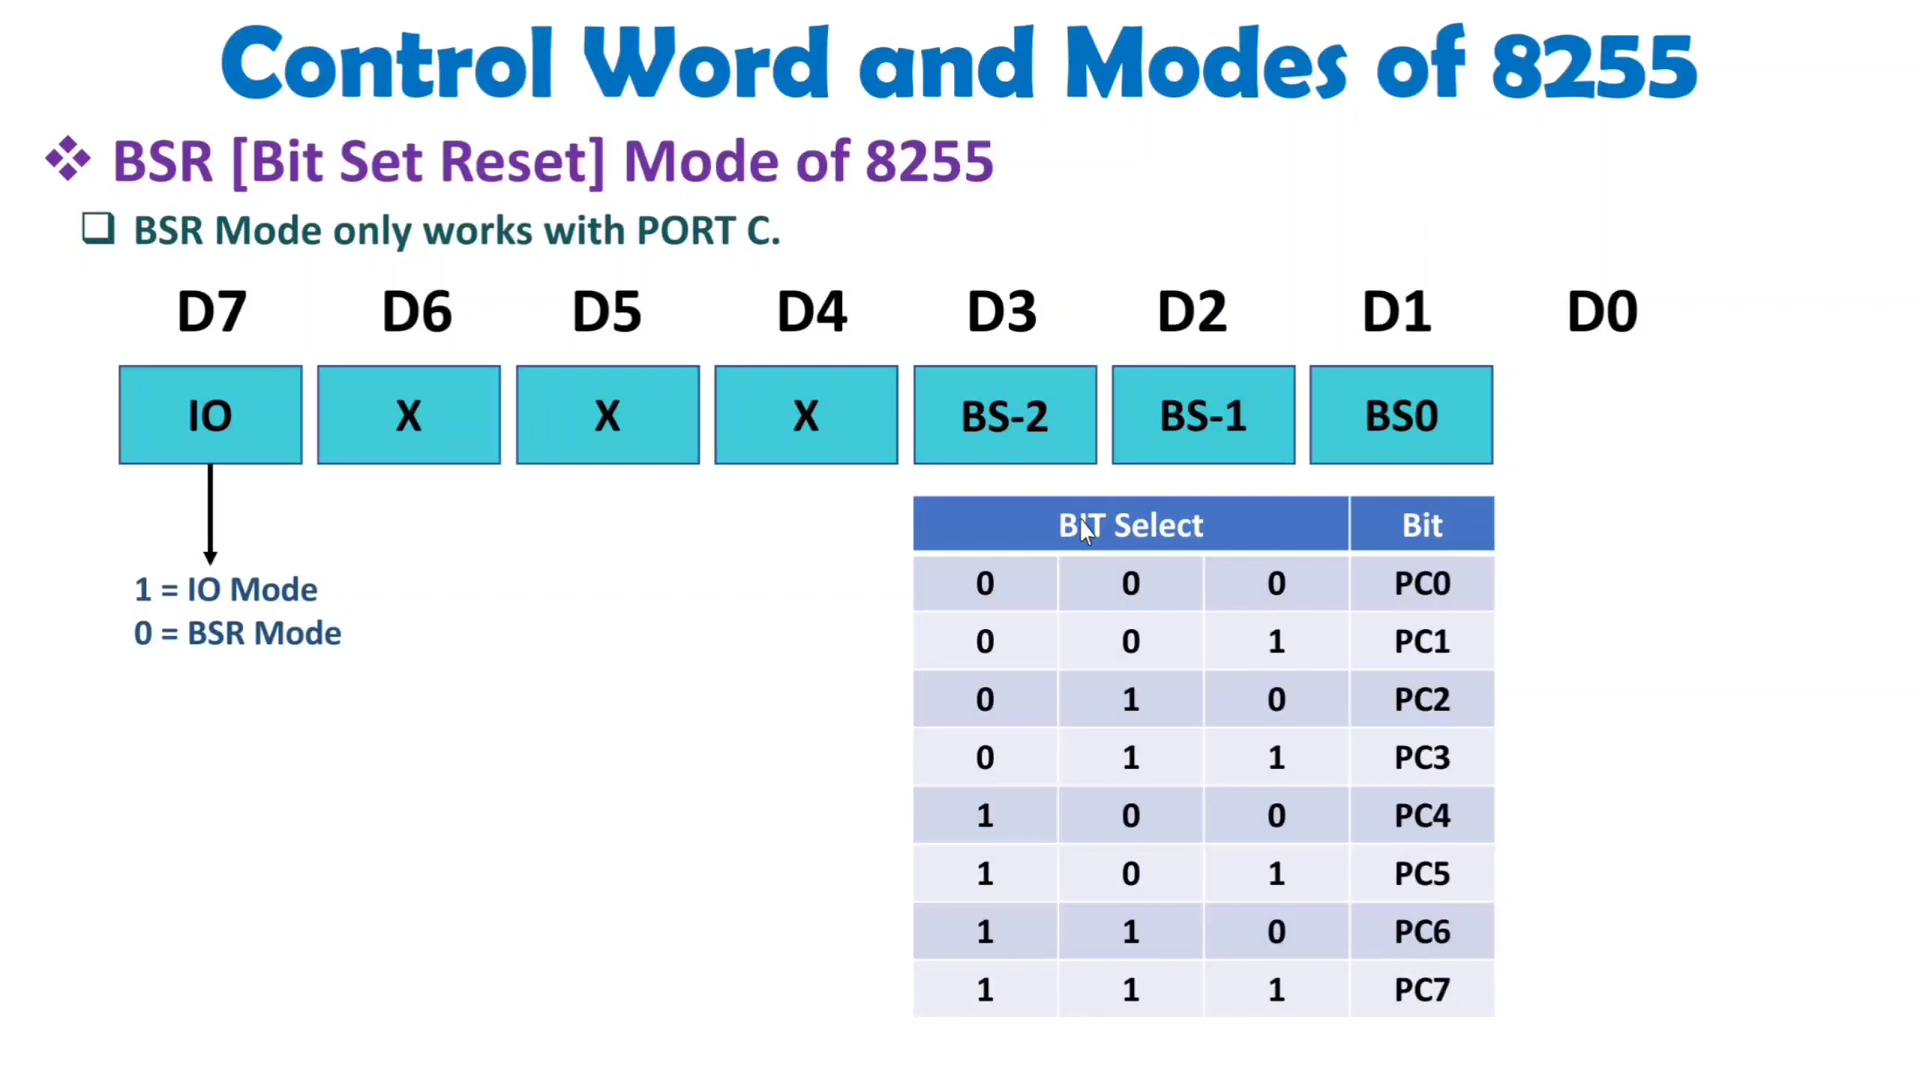 Control Word and Modes of 8255
BSR [Bit Set Reset] Mode of 8255
BSR Mode only works with PORT C.
D7 D6 D5 D4 D3 D2 D1 D0
IO X X X BS-2 BS-1 BS0
1 = IO Mode
0 = BSR Mode
BIT Select Bit
0 0 0 PC0
0 0 1 PC1
0 1 0 PC2
0 1 1 PC3
1 0 0 PC4
1 0 1 PC5
1 1 0 PC6
1 1 1 PC7